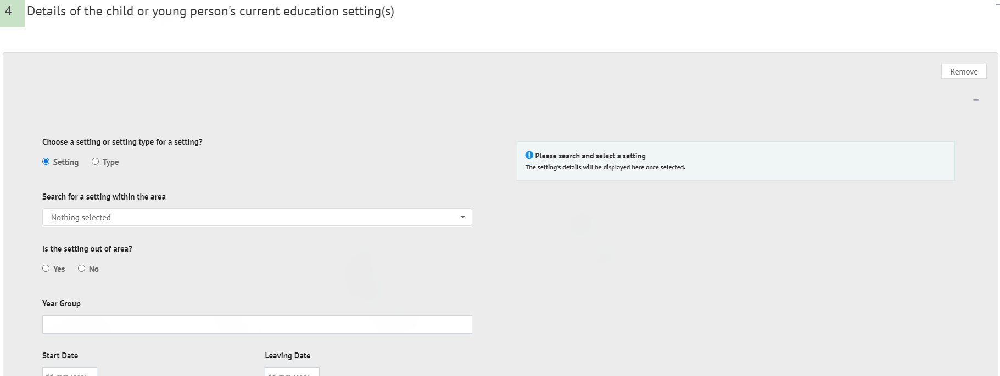 4 Details of the child or young person's current education setting(s)
Remove
Choose a setting or setting type for a setting?
Setting Type
Please search and select a setting
The setting's details will be displayed here once selected.
Search for a setting within the area
Nothing selected
Is the setting out of area?
Yes No
Year Group
Start Date Leaving Date